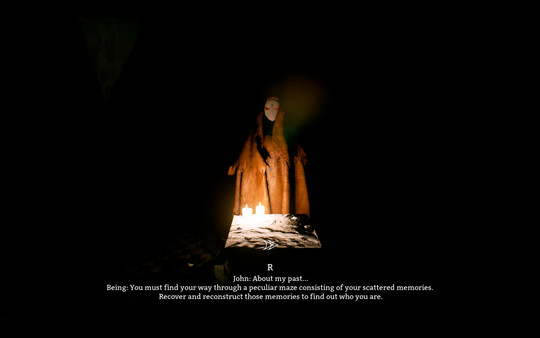 R
John: About my past...
Being: You must find your way through a peculiar maze consisting of your scattered memories.
Recover and reconstruct those memories to find out who you are.